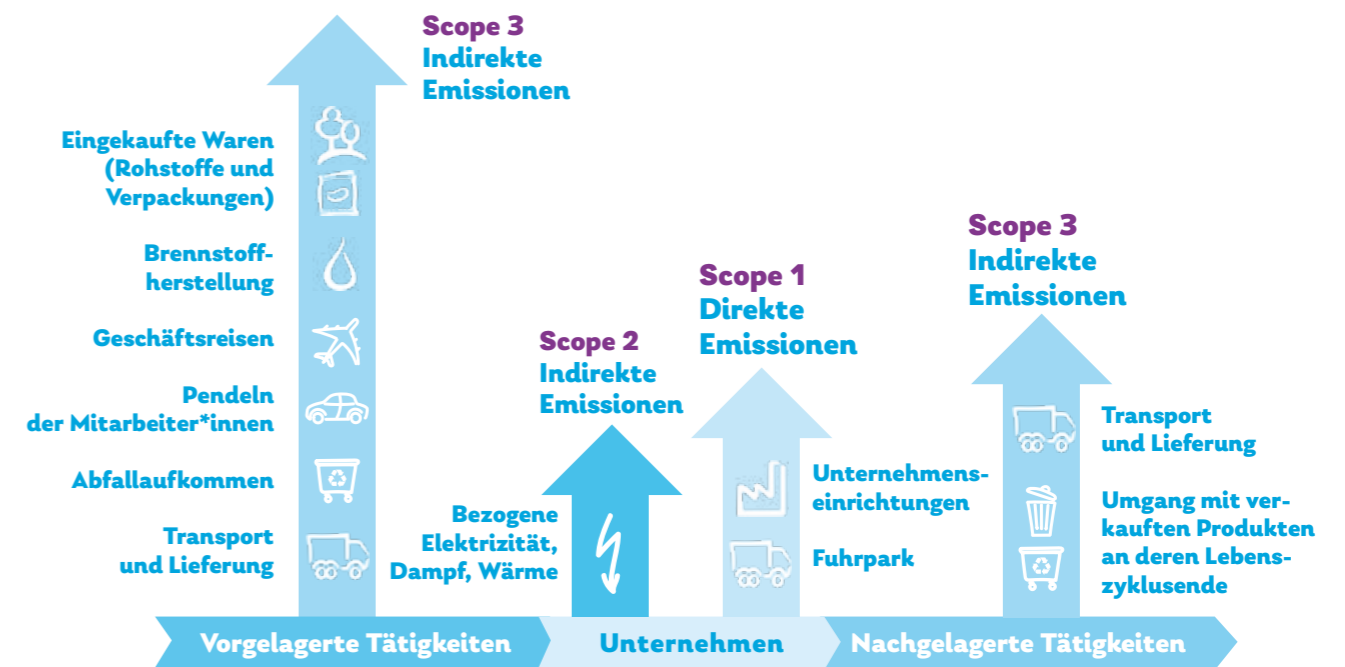 Scope 3
Indirekte
Emissionen
Eingekaufte Waren
(Rohstoffe und
Verpackungen)
Brennstoff-
herstellung
Geschäftsreisen
Pendeln
der Mitarbeiter*innen
Abfallaufkommen
Transport
und Lieferung
Scope 2
Indirekte
Emissionen
Bezogene
Elektrizität,
Dampf, Wärme
Scope 1
Direkte
Emissionen
Unternehmens-
einrichtungen
Fuhrpark
Scope 3
Indirekte
Emissionen
Transport
und Lieferung
Umgang mit ver-
kauften Produkten
an deren Lebens-
zyklusende
Vorgelagerte Tätigkeiten
Unternehmen
Nachgelagerte Tätigkeiten